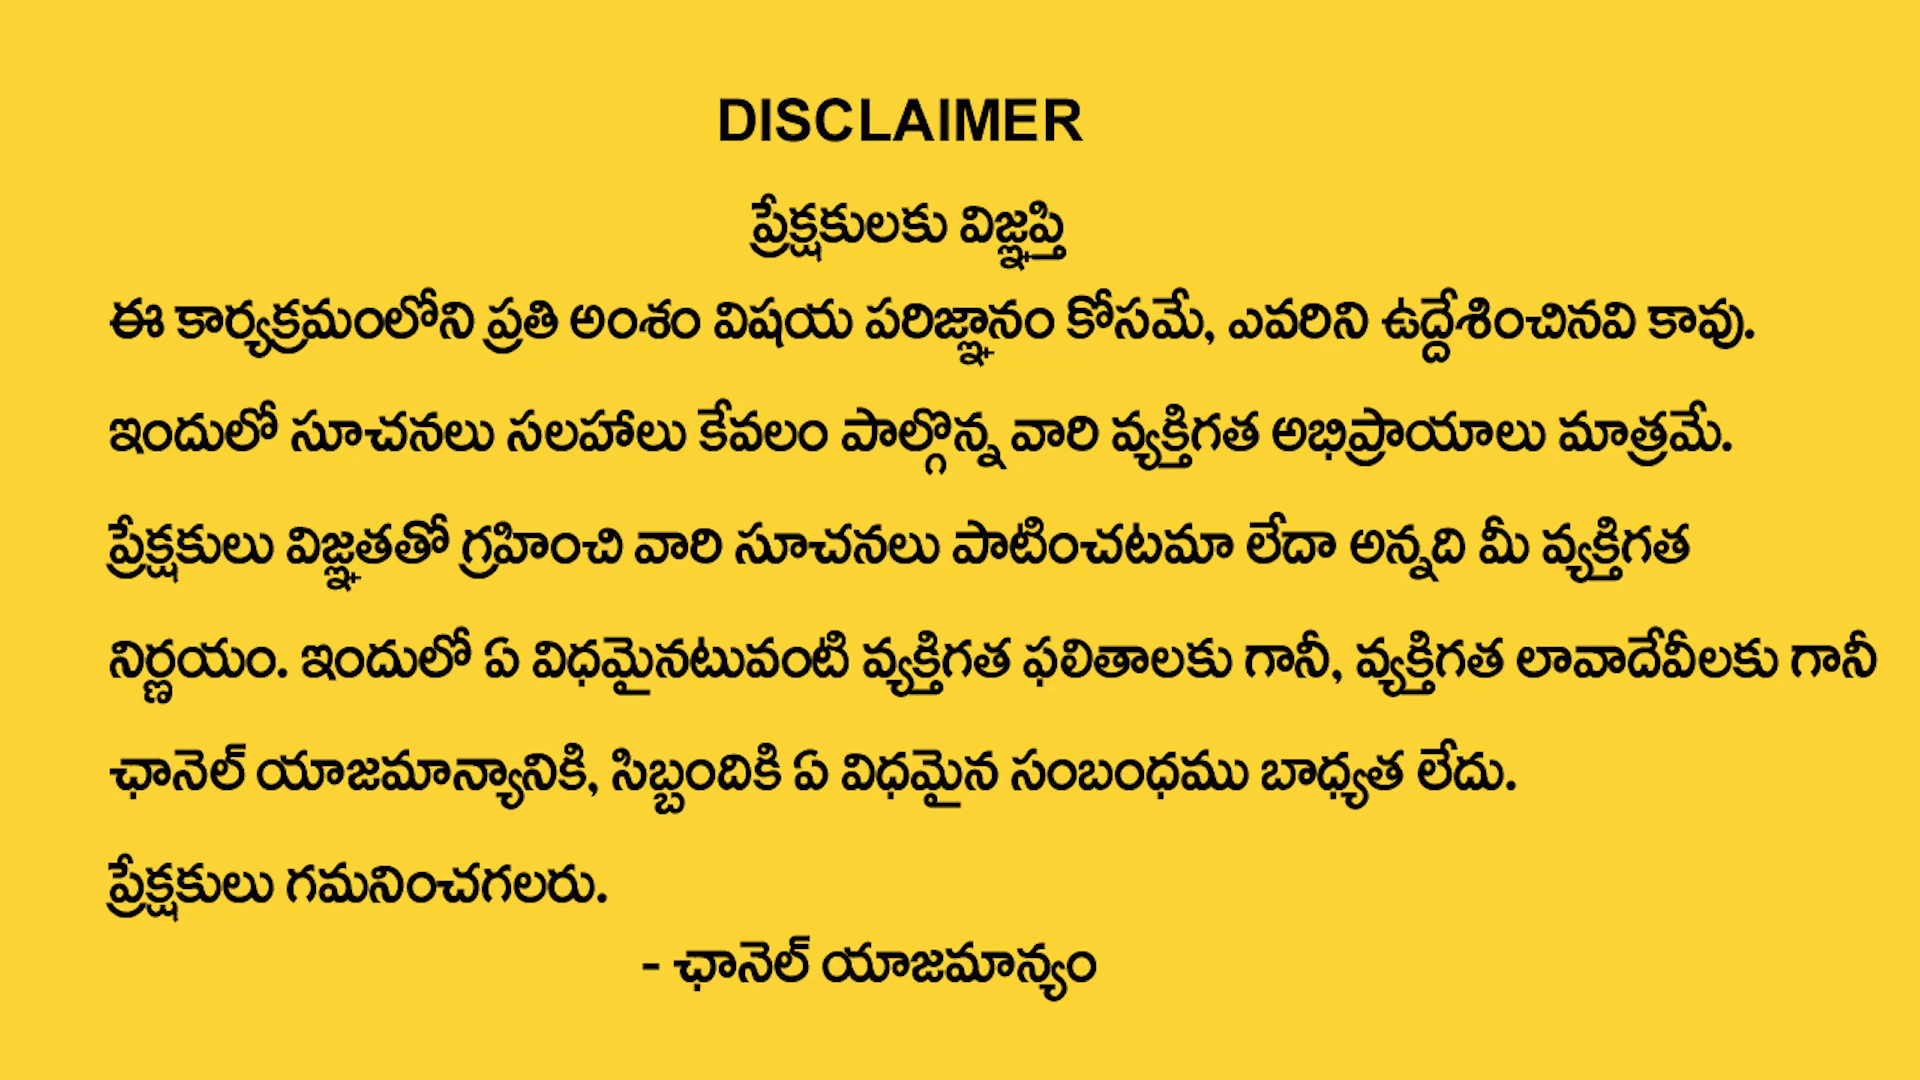 DISCLAIMER
ప్రేక్షకులకు విజ్ఞప్తి
ఈ కార్యక్రమంలోని ప్రతి అంశం విషయ పరిజ్ఞానం కోసమే, ఎవరిని ఉద్దేశించినవి కావు.
ఇందులో సూచనలు సలహాలు కేవలం పాల్గొన్న వారి వ్యక్తిగత అభిప్రాయాలు మాత్రమే.
ప్రేక్షకులు విజ్ఞతతో గ్రహించి వారి సూచనలు పాటించటమా లేదా అన్నది మీ వ్యక్తిగత
నిర్ణయం. ఇందులో ఏ విధమైనటువంటి వ్యక్తిగత ఫలితాలకు గానీ, వ్యక్తిగత లావాదేవీలకు గానీ
ఛానెల్ యాజమాన్యానికి, సిబ్బందికి ఏ విధమైన సంబంధము బాధ్యత లేదు.
ప్రేక్షకులు గమనించగలరు.
- ఛానెల్ యాజమాన్యం